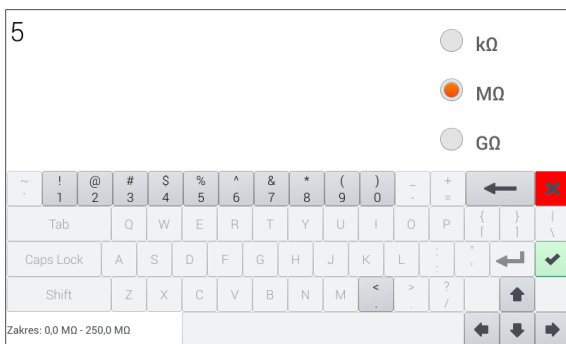 5
kΩ
MΩ
GΩ
~ ! @ # $ % ^ & * ( ) _ +
` 1 2 3 4 5 6 7 8 9 0 - =
Tab Q W E R T Y U I O P { } |
[ ] \
Caps Lock A S D F G H J K L : "
; '
Shift Z X C V B N M < > ?
. . /
Zakres: 0,0 MΩ - 250,0 MΩ